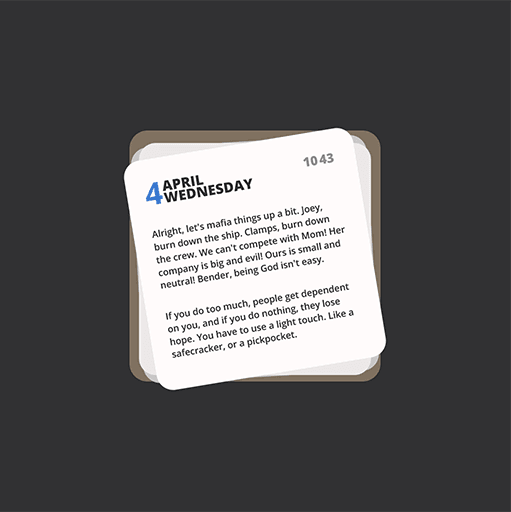 10 43
4 APRIL
WEDNESDAY
Alright, let's mafia things up a bit. Joey,
burn down the ship. Clamps, burn down
the crew. We can't compete with Mom! Her
company is big and evil! Ours is small and
neutral! Bender, being God isn't easy.
If you do too much, people get dependent
on you, and if you do nothing, they lose
hope. You have to use a light touch. Like a
safecracker, or a pickpocket.